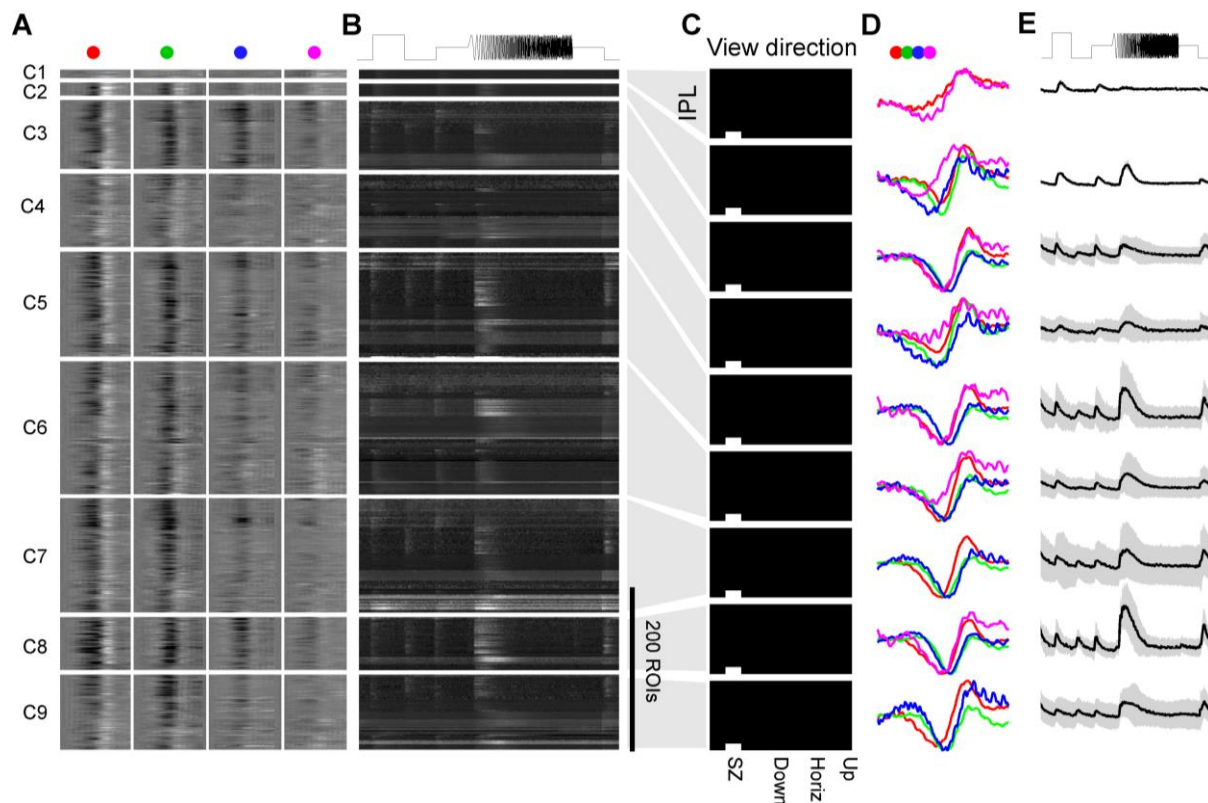 A
B
C
D
E
View direction
C1
C2
C3
C4
C5
C6
C7
C8
C9
IPL
200 ROIs
SZ
Down
Horiz
Up